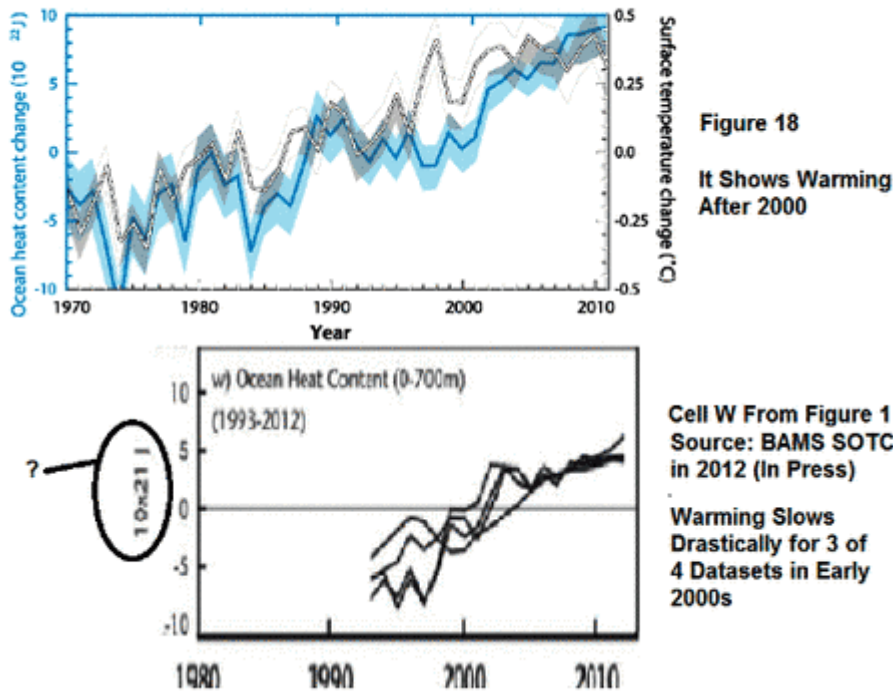 10
5
0
-5
-10
Ocean heat content change (10 22 J)
0.5
0.25
0.0
-0.25
-0.5
Surface temperature change (°C)
1970
1980
1990
2000
2010
Year
Figure 18
It Shows Warming
After 2000
w) Ocean Heat Content (0-700m)
(1993-2012)
10
5
0
-5
-10
?
10x21 J
1980
1990
2000
2010
Cell W From Figure 1
Source: BAMS SOTC
in 2012 (In Press)
Warming Slows
Drastically for 3 of
4 Datasets in Early
2000s